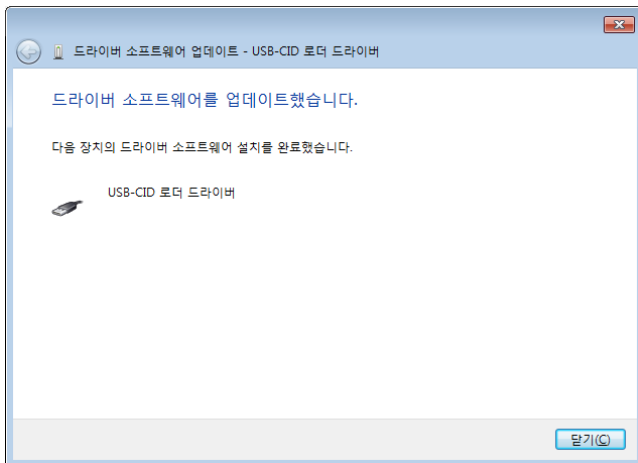 드라이버 소프트웨어 업데이트 - USB-CID 로더 드라이버
드라이버 소프트웨어를 업데이트했습니다.
다음 장치의 드라이버 소프트웨어 설치를 완료했습니다.
USB-CID 로더 드라이버
닫기(C)